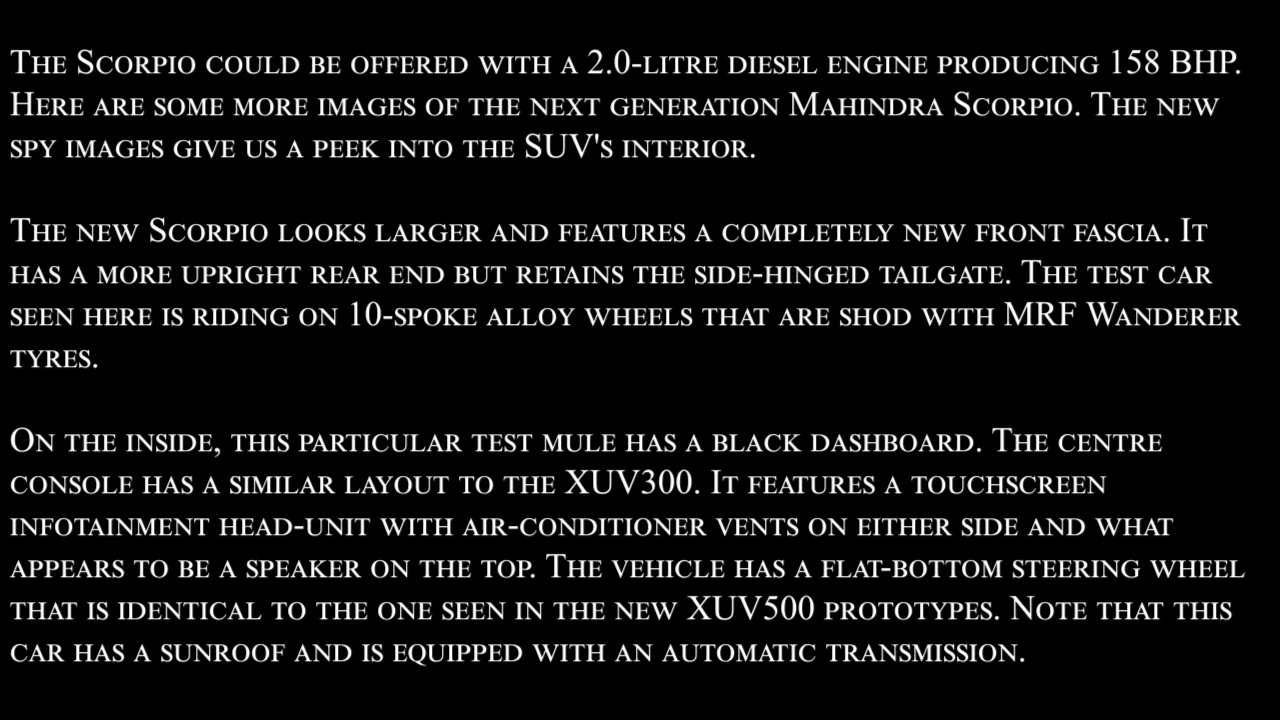 The Scorpio could be offered with a 2.0-litre diesel engine producing 158 BHP.
Here are some more images of the next generation Mahindra Scorpio. The new
spy images give us a peek into the SUV's interior.
The new Scorpio looks larger and features a completely new front fascia. It
has a more upright rear end but retains the side-hinged tailgate. The test car
seen here is riding on 10-spoke alloy wheels that are shod with MRF Wanderer
tyres.
On the inside, this particular test mule has a black dashboard. The centre
console has a similar layout to the XUV300. It features a touchscreen
infotainment head-unit with air-conditioner vents on either side and what
appears to be a speaker on the top. The vehicle has a flat-bottom steering wheel
that is identical to the one seen in the new XUV500 prototypes. Note that this
car has a sunroof and is equipped with an automatic transmission.